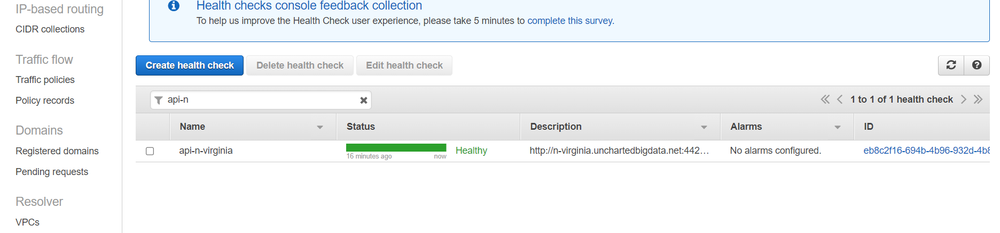 IP-based routing
CIDR collections
Traffic flow
Traffic policies
Policy records
Domains
Registered domains
Pending requests
Resolver
VPCs
Health checks console feedback collection
To help us improve the Health Check user experience, please take 5 minutes to complete this survey.
Create health check
Delete health check
Edit health check
api-n
1 to 1 of 1 health check
Name
Status
Description
Alarms
ID
api-n-virginia
16 minutes ago
now
Healthy
http://n-virginia.unchartedbigdata.net:442…
No alarms configured.
eb8c2f16-694b-4b96-932d-4b8